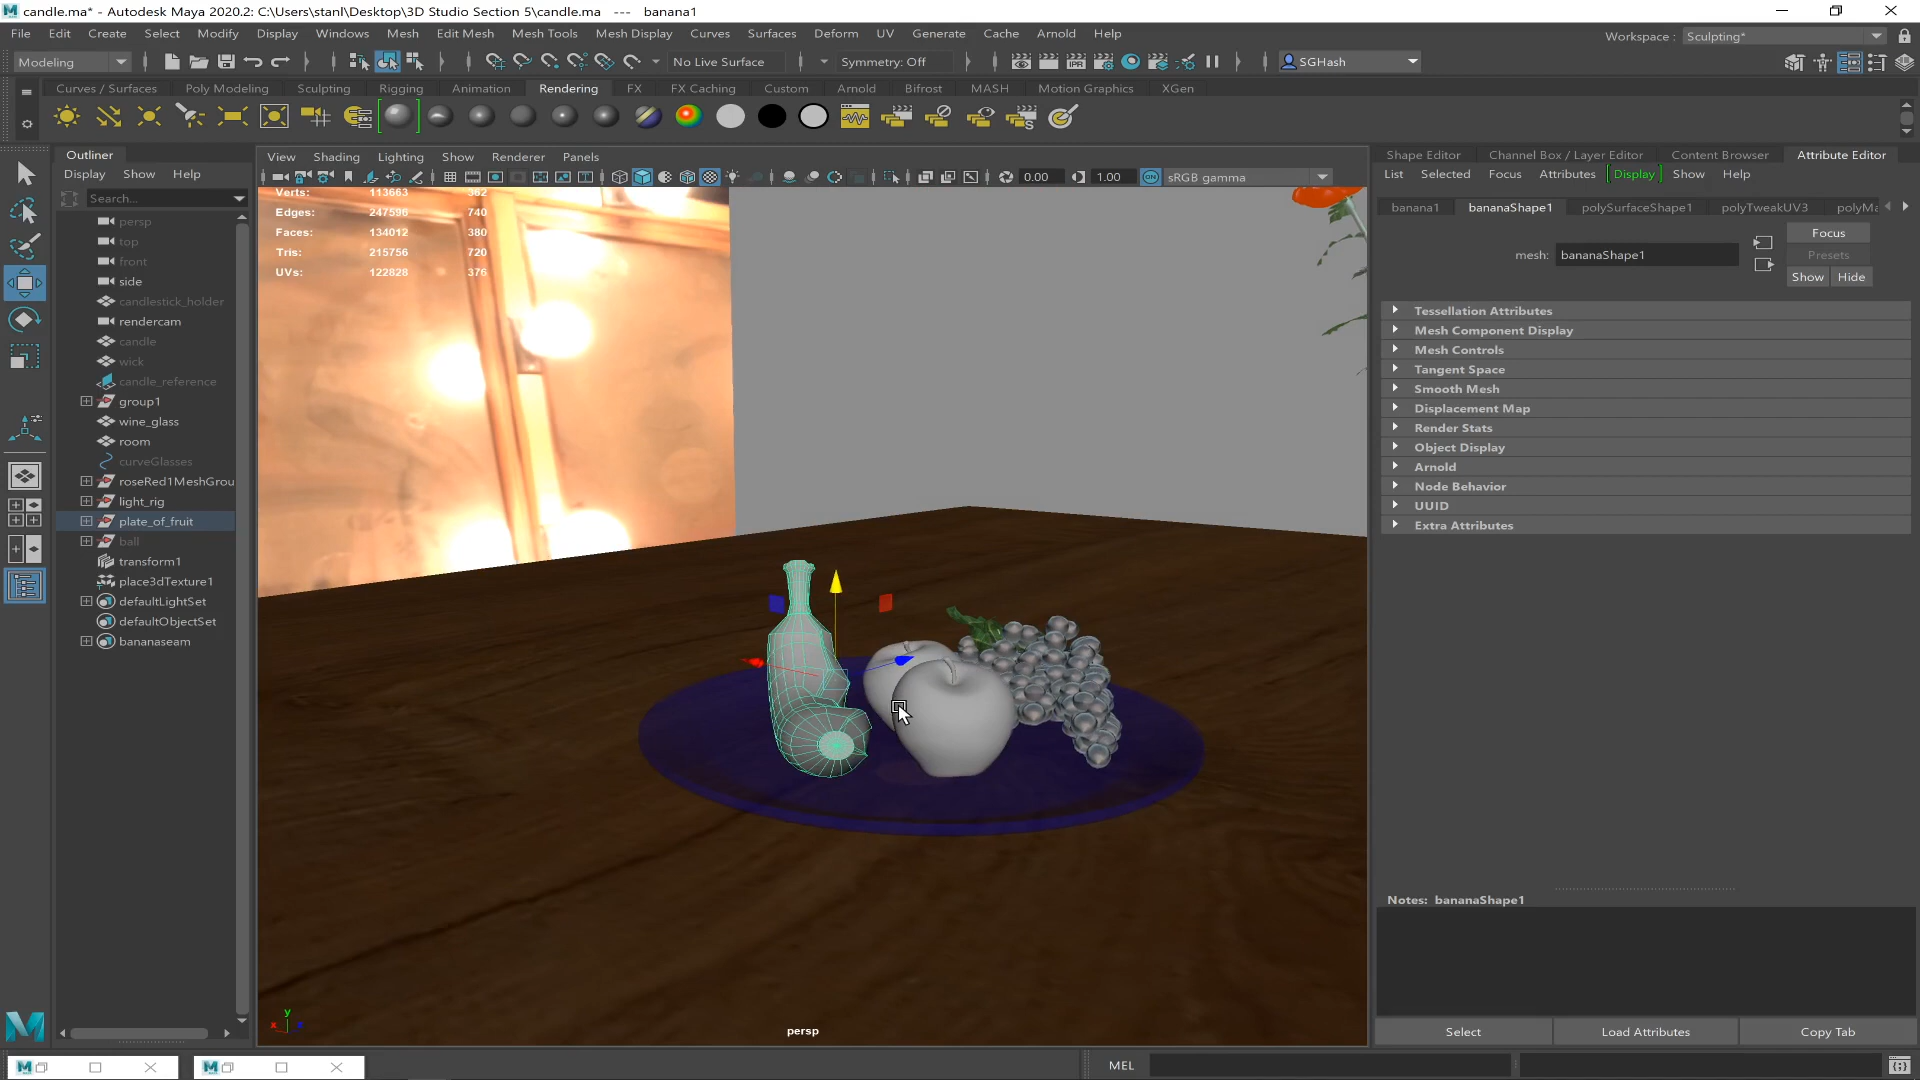 candle.ma* - Autodesk Maya 2020.2: C:\Users\stanl\Desktop\3D Studio Section 5\candle.ma --- banana1
File Edit Create Select Modify Display Windows Mesh Edit Mesh Mesh Tools Mesh Display Curves Surfaces Deform UV Generate Cache Arnold Help
Workspace : Sculpting*
Modeling No Live Surface Symmetry: Off SGHash
Curves / Surfaces Poly Modeling Sculpting Rigging Animation Rendering FX FX Caching Custom Arnold Bifrost MASH Motion Graphics XGen
IPR
Outliner
Display Show Help
Search...
persp
top
front
side
candlestick_holder
rendercam
candle
wick
candle_reference
group1
wine_glass
room
curveGlasses
roseRed1MeshGrou
light_rig
plate_of_fruit
ball
transform1
place3dTexture1
defaultLightSet
defaultObjectSet
bananaseam
View Shading Lighting Show Renderer Panels
0.00 1.00 ON sRGB gamma
Verts: 113663 362
Edges: 247596 740
Faces: 134012 380
Tris: 215756 720
UVs: 122828 376
y
x z
persp
Shape Editor Channel Box / Layer Editor Content Browser Attribute Editor
List Selected Focus Attributes Display Show Help
banana1 bananaShape1 polySurfaceShape1 polyTweakUV3 polyMa
mesh: bananaShape1
Focus
Presets
Show Hide
Tessellation Attributes
Mesh Component Display
Mesh Controls
Tangent Space
Smooth Mesh
Displacement Map
Render Stats
Object Display
Arnold
Node Behavior
UUID
Extra Attributes
Notes: bananaShape1
Select Load Attributes Copy Tab
MEL